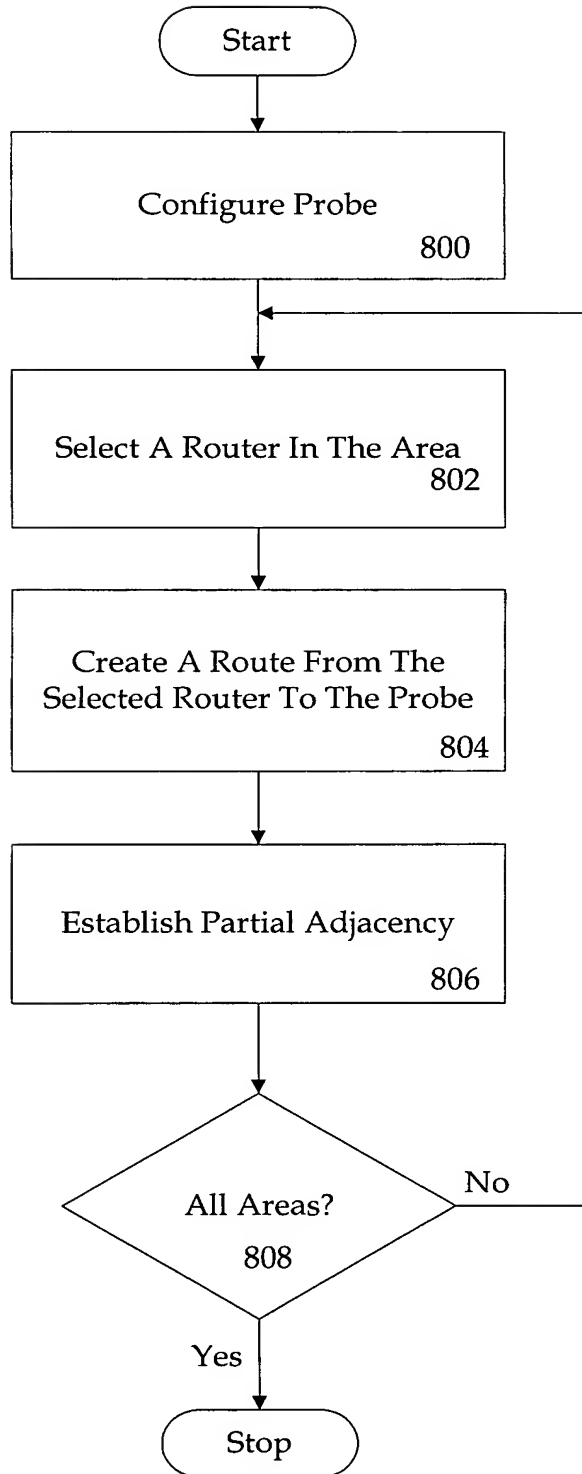 Start
Configure Probe
800
Select A Router In The Area
802
Create A Route From The
Selected Router To The Probe
804
Establish Partial Adjacency
806
No
All Areas?
808
Yes
Stop